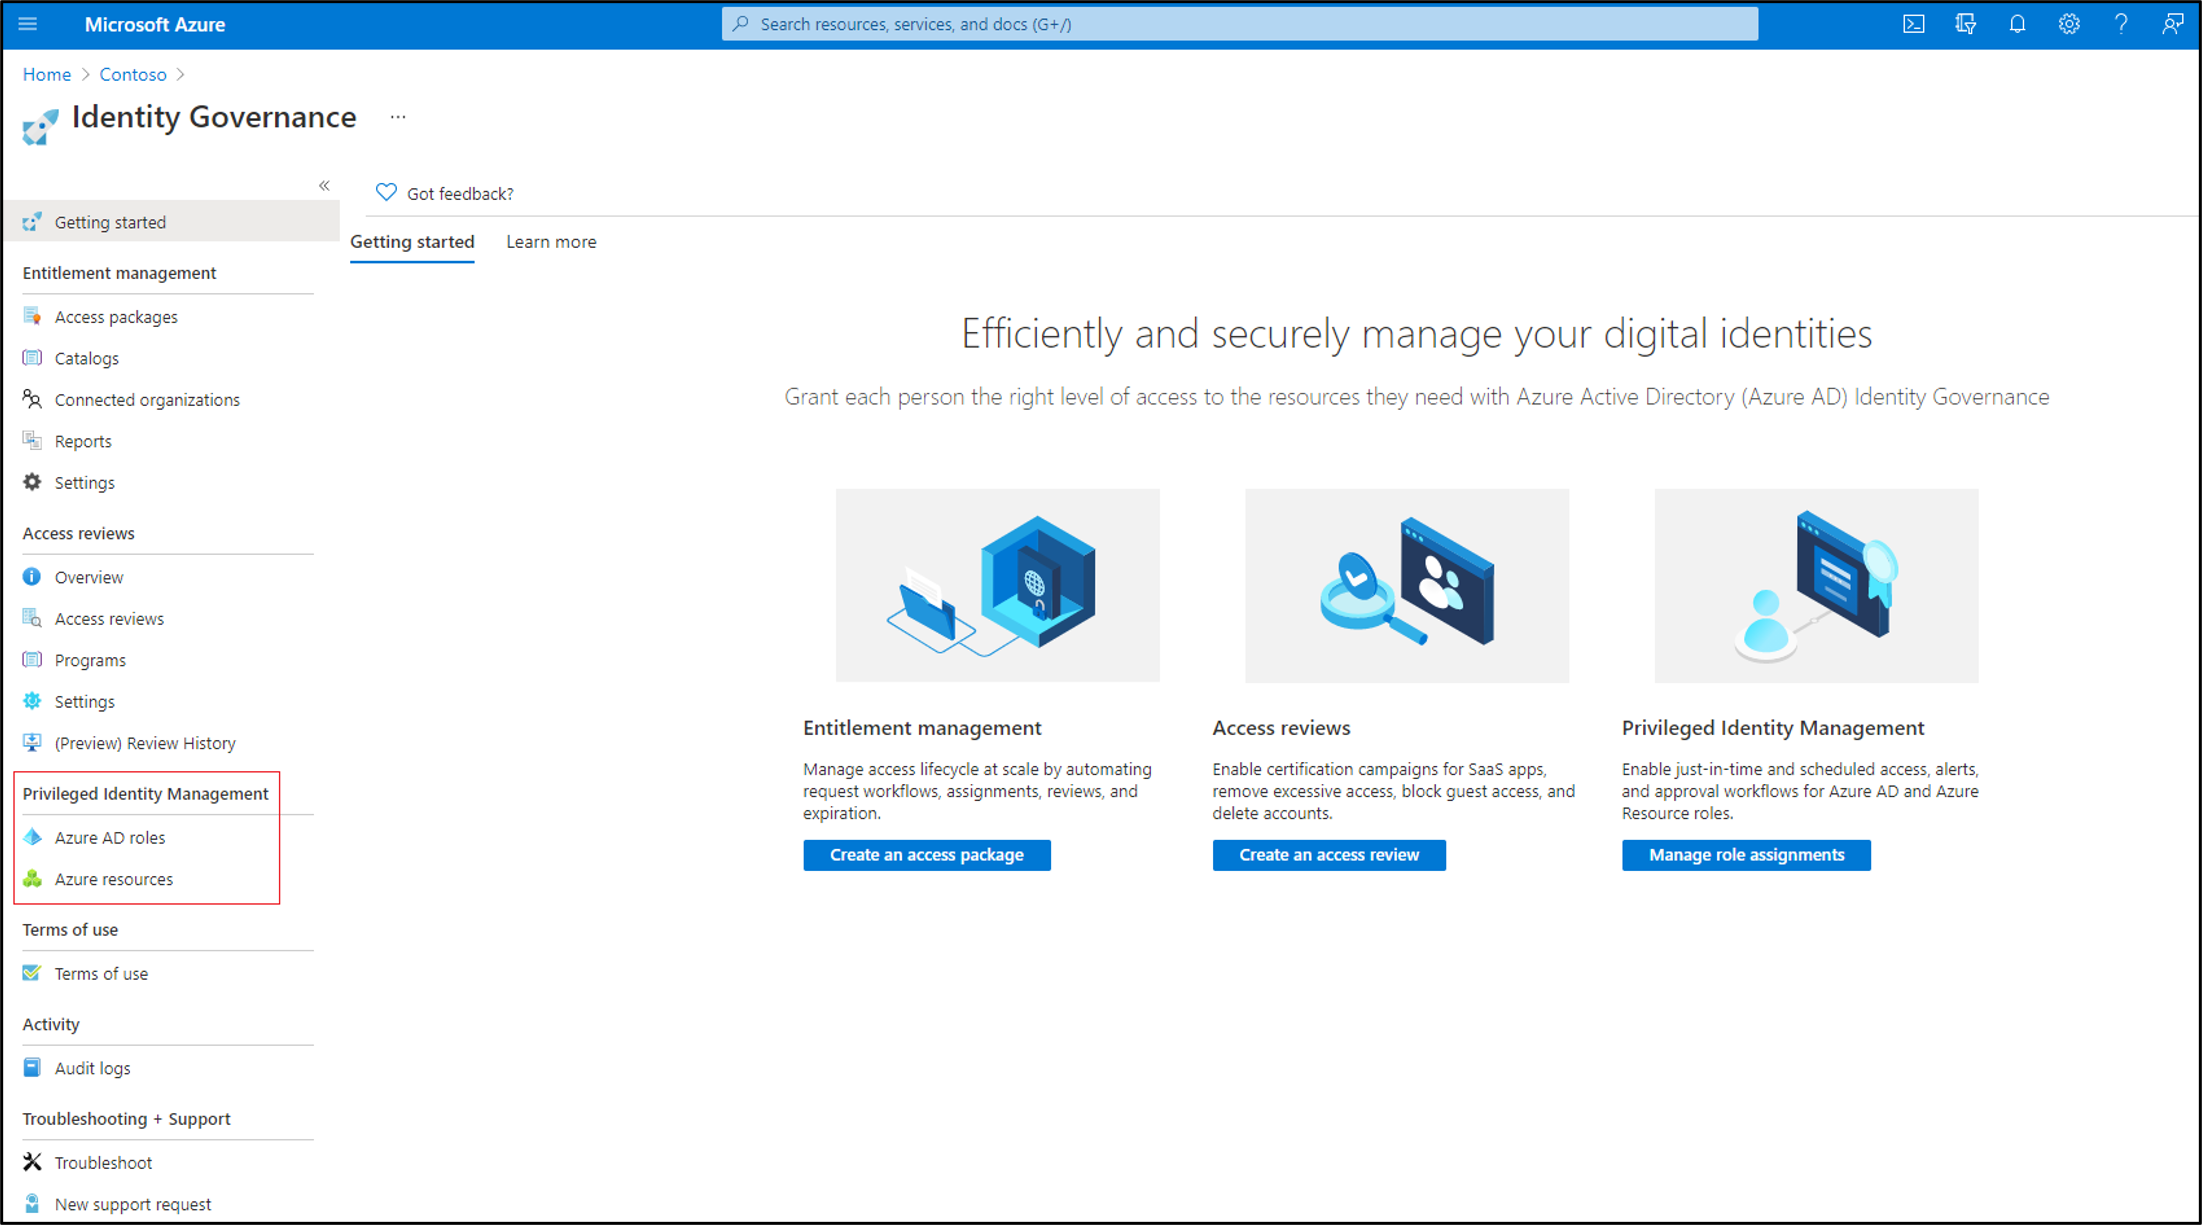 Microsoft Azure
Search resources, services, and docs (G+/)
Home > Contoso >
Identity Governance ...
«
Got feedback?
Getting started
Entitlement management
Access packages
Catalogs
Connected organizations
Reports
Settings
Access reviews
Overview
Access reviews
Programs
Settings
(Preview) Review History
Privileged Identity Management
Azure AD roles
Azure resources
Terms of use
Terms of use
Activity
Audit logs
Troubleshooting + Support
Troubleshoot
New support request
Getting started
Learn more
Efficiently and securely manage your digital identities
Grant each person the right level of access to the resources they need with Azure Active Directory (Azure AD) Identity Governance
Entitlement management
Manage access lifecycle at scale by automating
request workflows, assignments, reviews, and
expiration.
Create an access package
Access reviews
Enable certification campaigns for SaaS apps,
remove excessive access, block guest access, and
delete accounts.
Create an access review
Privileged Identity Management
Enable just-in-time and scheduled access, alerts,
and approval workflows for Azure AD and Azure
Resource roles.
Manage role assignments